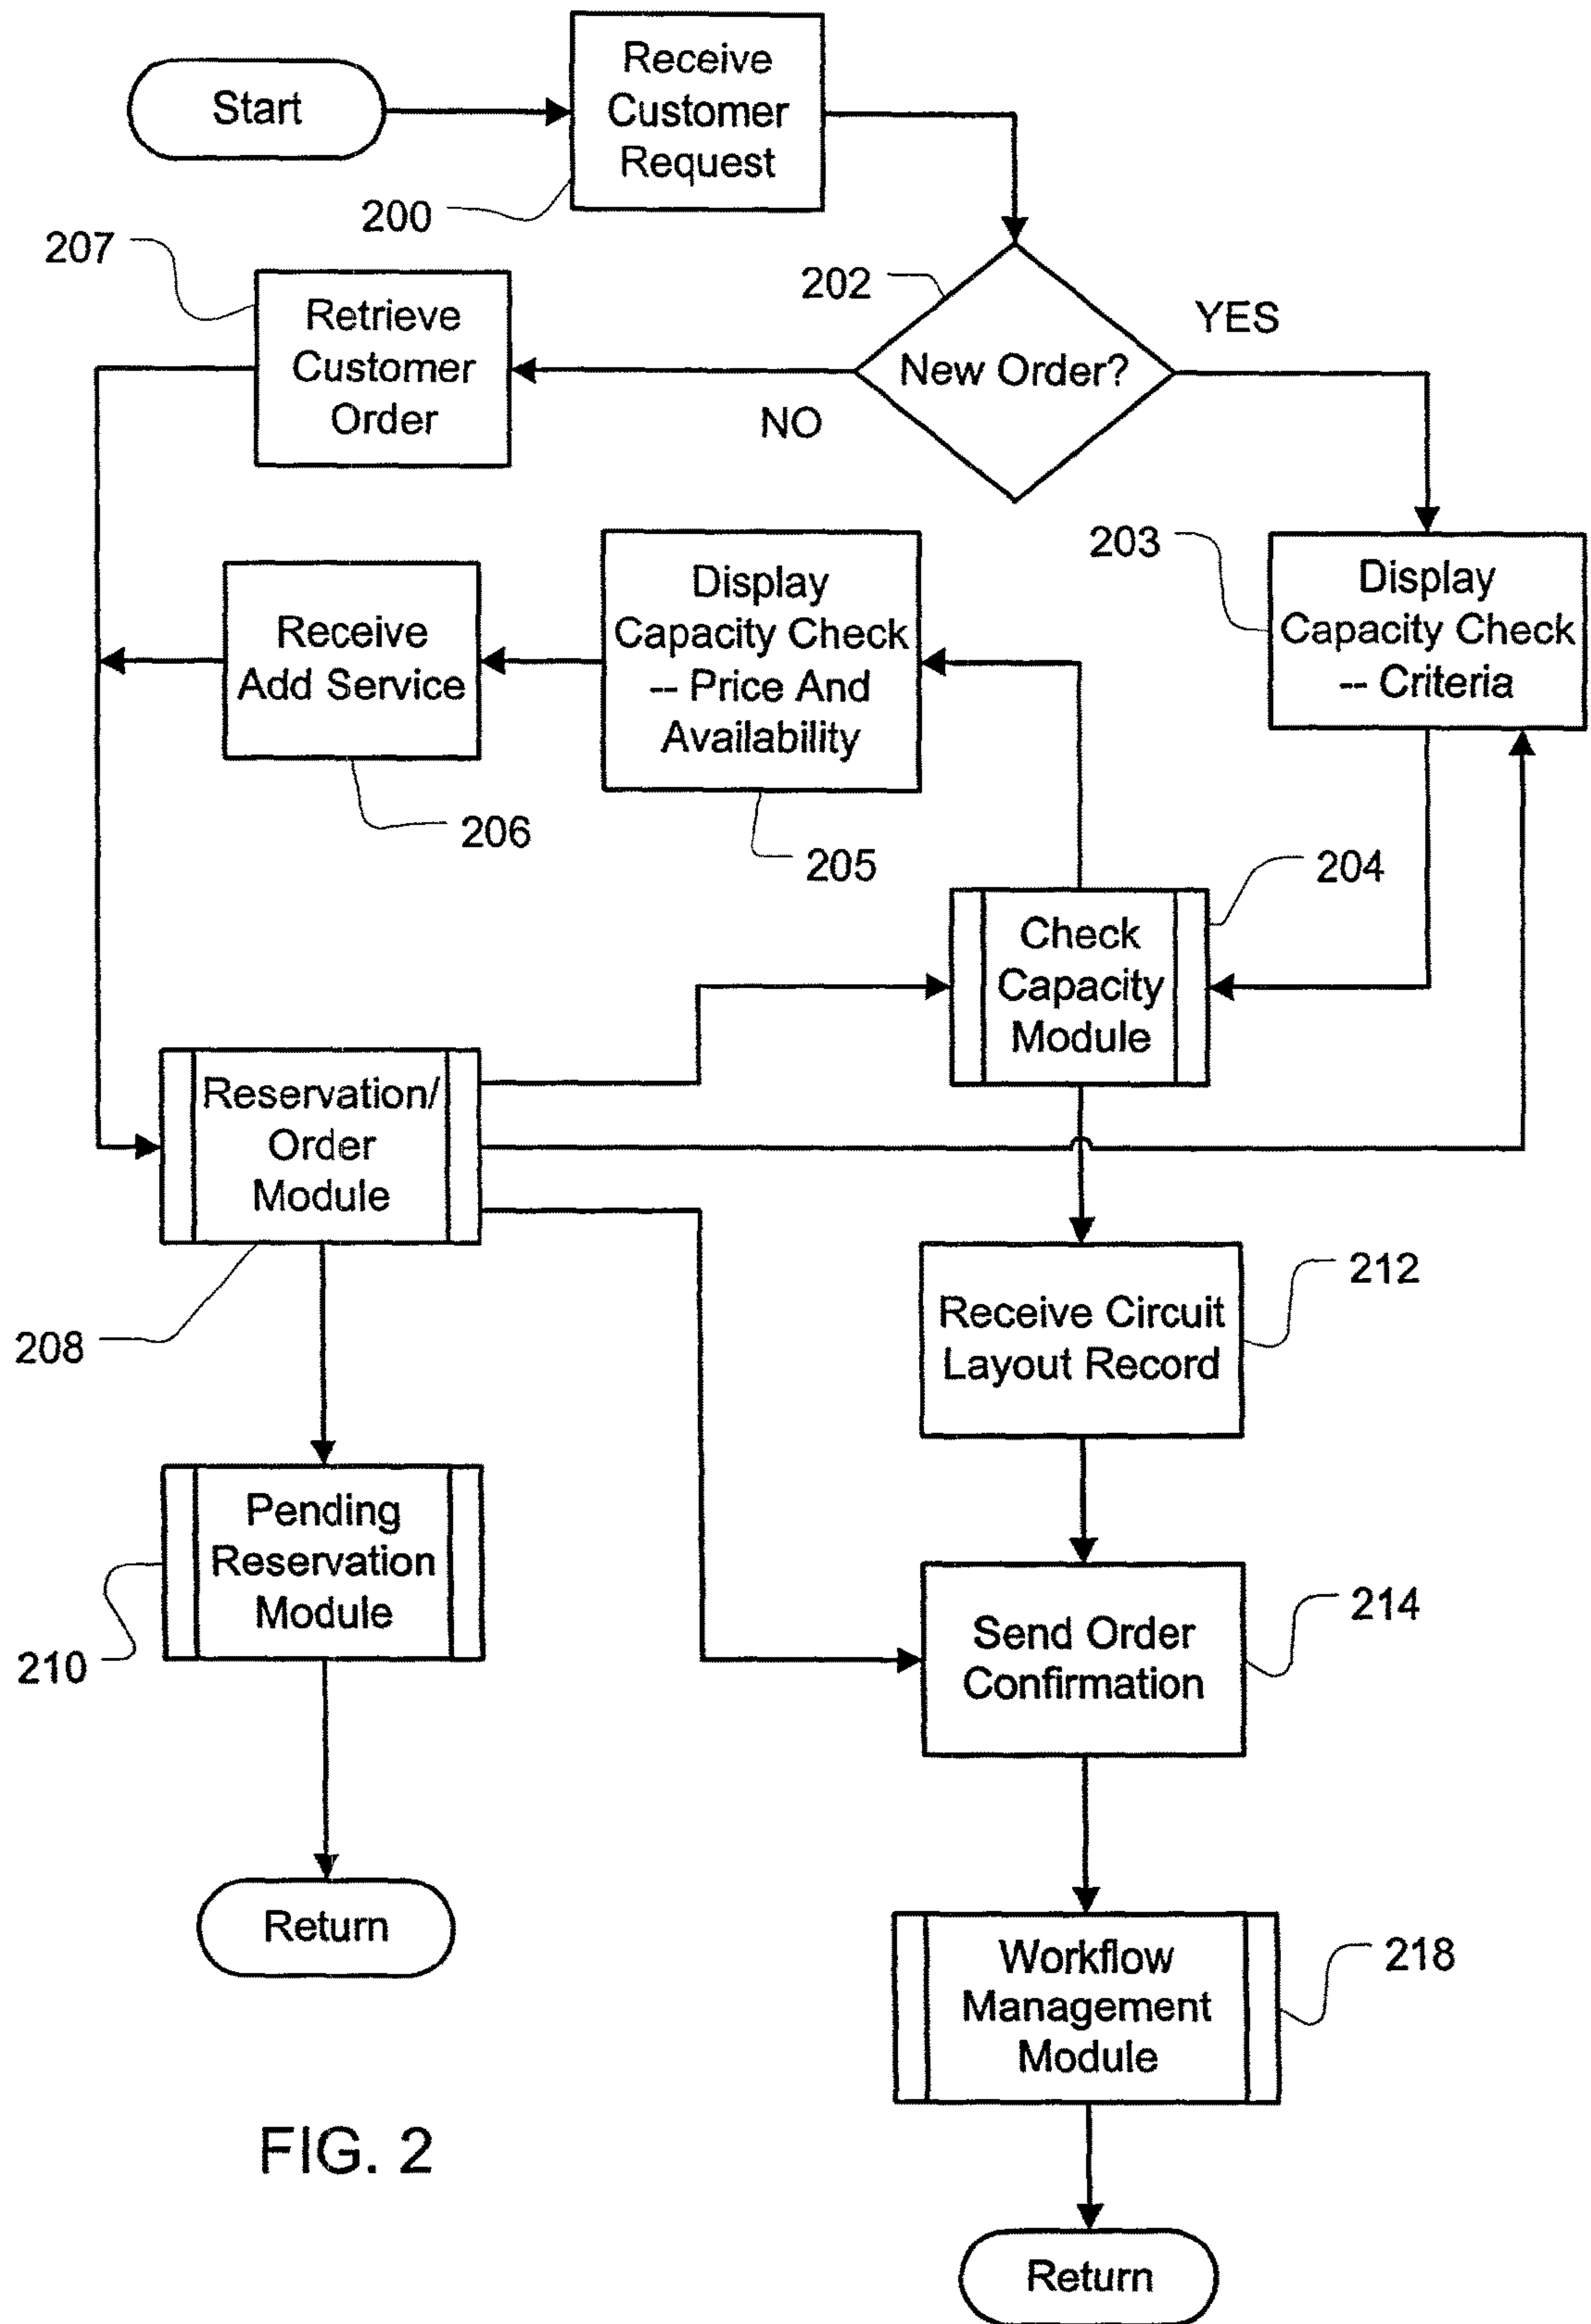 Start
Receive
Customer
Request
200
207
Retrieve
Customer
Order
202
New Order?
YES
NO
203
Display
Capacity Check
-- Criteria
Display
Capacity Check
-- Price And
Availability
205
Receive
Add Service
206
204
Check
Capacity
Module
Reservation/
Order
Module
208
212
Receive Circuit
Layout Record
Pending
Reservation
Module
210
214
Send Order
Confirmation
Return
218
Workflow
Management
Module
FIG. 2
Return